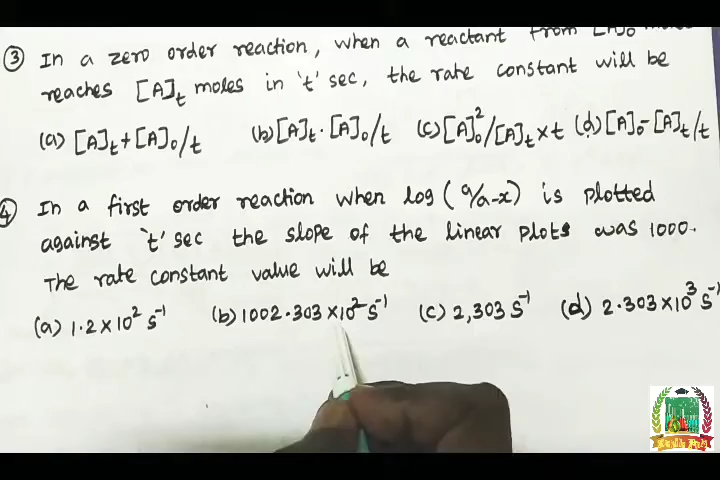 ③ In a zero order reaction, when a reactant from
reaches [A]t moles in 't' sec, the rate constant will be
(a) [A]t + [A]0/t (b) [A]t · [A]0/t (c) [A]0²/[A]t × t (d) [A]0 - [A]t/t
④ In a first order reaction when log (a/a-x) is plotted
against 't' sec the slope of the linear plots was 1000.
The rate constant value will be
(a) 1.2 × 10² s⁻¹ (b) 1002.303 × 10² s⁻¹ (c) 2,303 s⁻¹ (d) 2.303 × 10³ s⁻¹